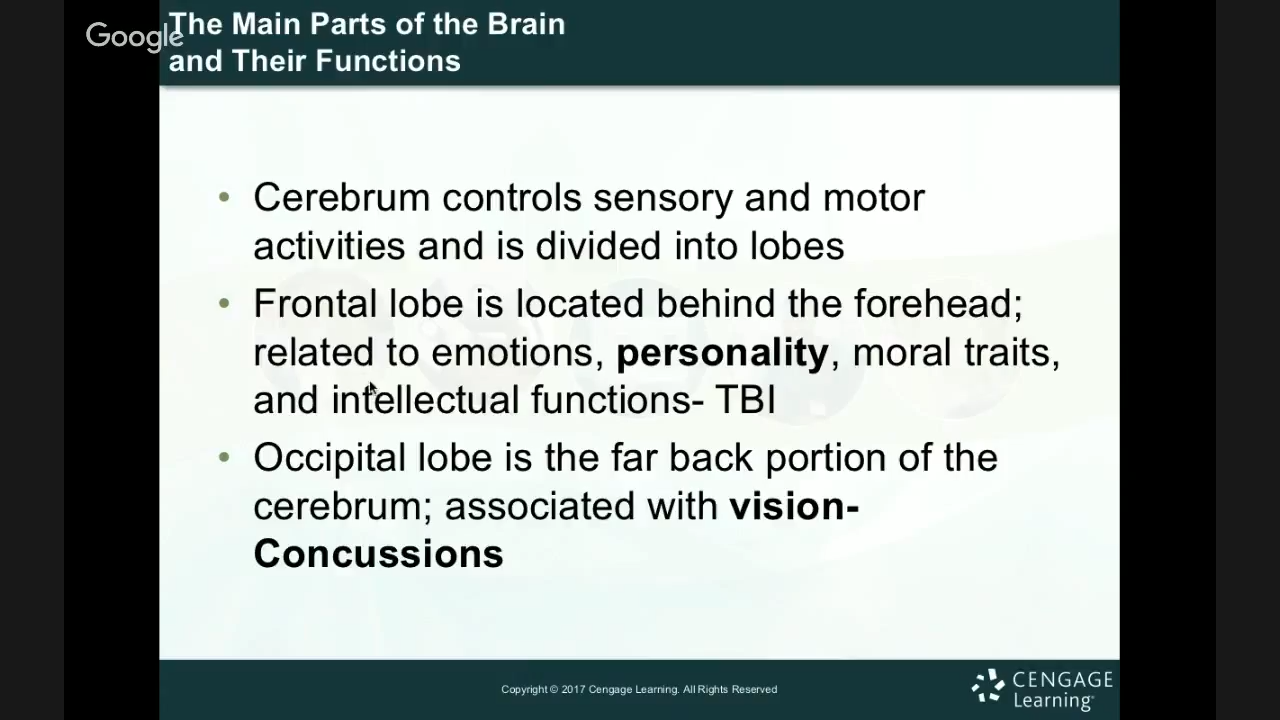 Google
The Main Parts of the Brain
and Their Functions
• Cerebrum controls sensory and motor
activities and is divided into lobes
• Frontal lobe is located behind the forehead;
related to emotions, personality, moral traits,
and intellectual functions- TBI
• Occipital lobe is the far back portion of the
cerebrum; associated with vision-
Concussions
Copyright © 2017 Cengage Learning. All Rights Reserved
CENGAGE
Learning